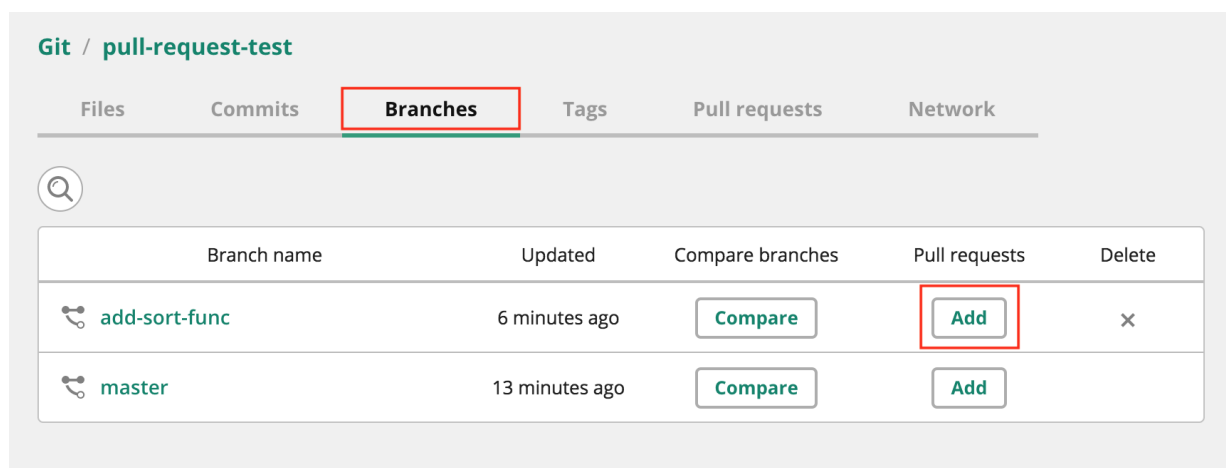 Git / pull-request-test
Files Commits Branches Tags Pull requests Network
Branch name Updated Compare branches Pull requests Delete
add-sort-func 6 minutes ago Compare Add ×
master 13 minutes ago Compare Add